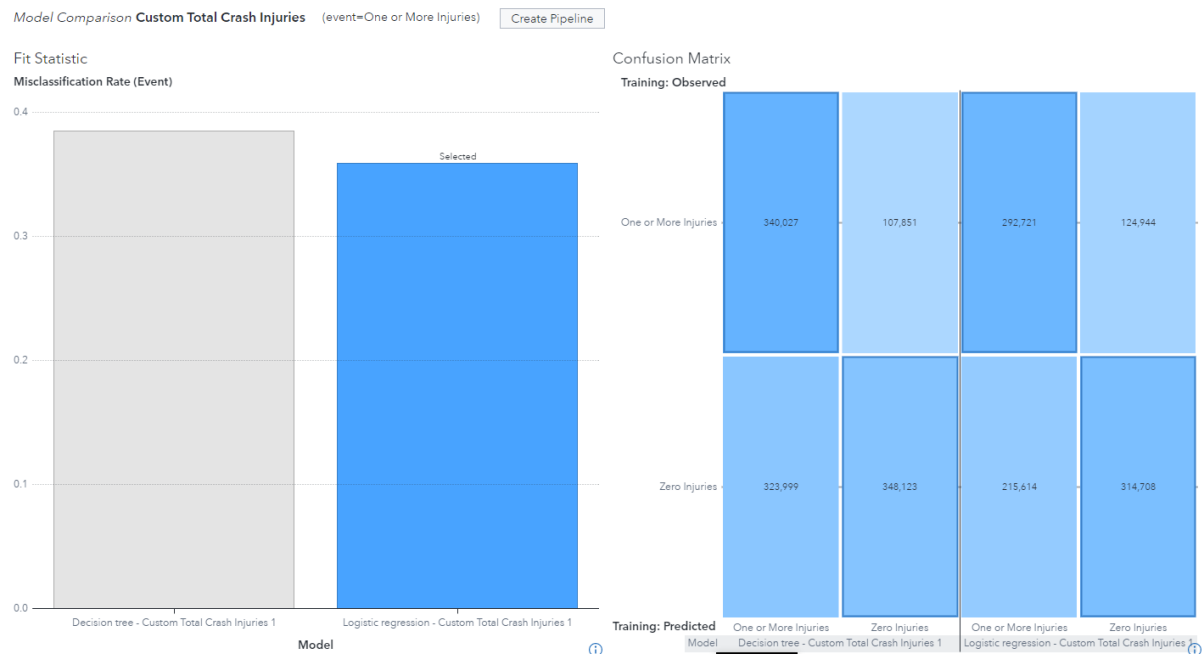 Model Comparison Custom Total Crash Injuries (event=One or More Injuries) Create Pipeline
Fit Statistic
Misclassification Rate (Event)
0.4
Selected
0.3
0.2
0.1
0.0
Decision tree - Custom Total Crash Injuries 1 Logistic regression - Custom Total Crash Injuries 1
Model
Confusion Matrix
Training: Observed
One or More Injuries 340,027 107,851 292,721 124,944
Zero Injuries 323,999 348,123 215,614 314,708
Training: Predicted One or More Injuries Zero Injuries One or More Injuries Zero Injuries
Model Decision tree - Custom Total Crash Injuries 1 Logistic regression - Custom Total Crash Injuries 1